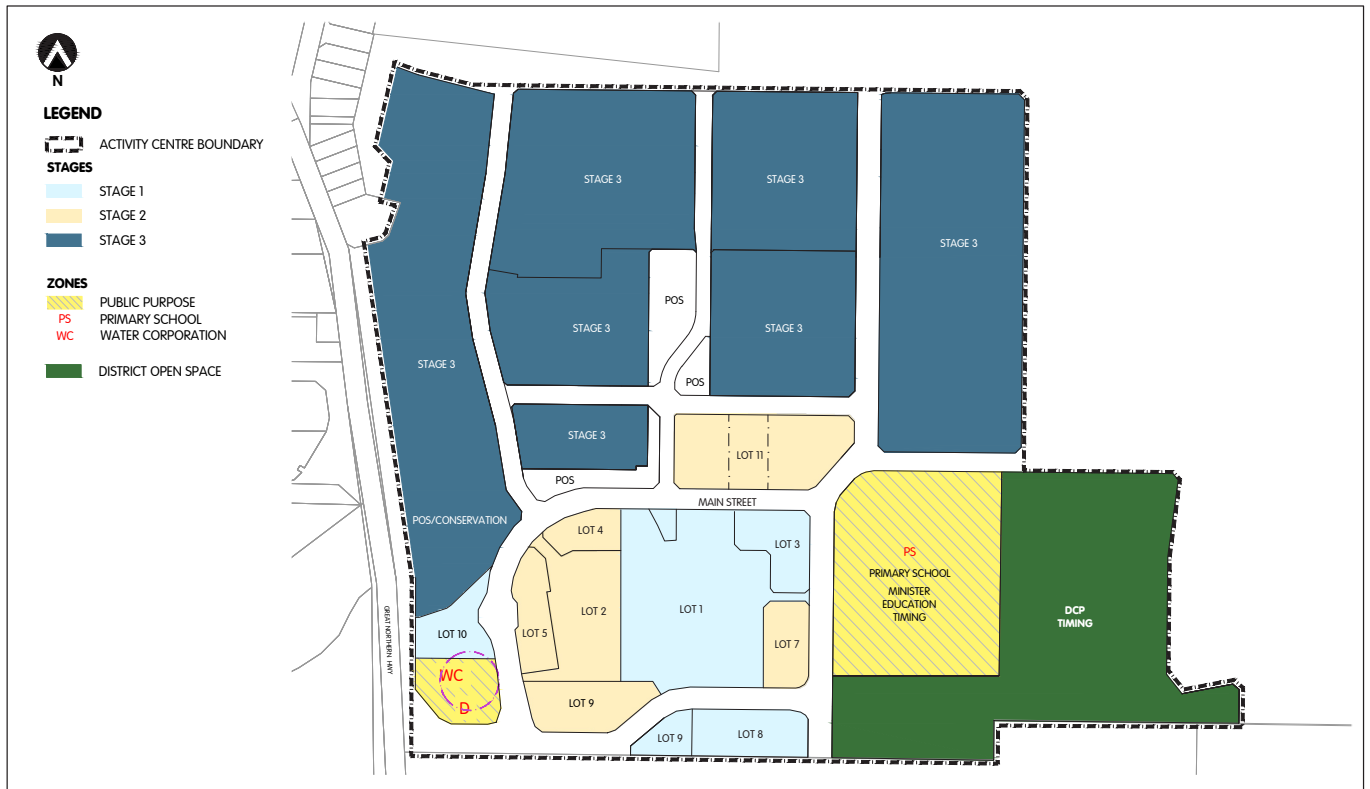 N
LEGEND
ACTIVITY CENTRE BOUNDARY
STAGES
STAGE 1
STAGE 2
STAGE 3
ZONES
PUBLIC PURPOSE
PS PRIMARY SCHOOL
WC WATER CORPORATION
DISTRICT OPEN SPACE
STAGE 3
STAGE 3
STAGE 3
POS
STAGE 3
STAGE 3
STAGE 3
POS
STAGE 3
LOT 11
POS
MAIN STREET
POS/CONSERVATION
LOT 4
LOT 3
PS
PRIMARY SCHOOL
MINISTER
EDUCATION
TIMING
DCP
TIMING
LOT 2
LOT 1
LOT 5
LOT 10
LOT 7
GREAT NORTHERN HWY
WC
D
LOT 9
LOT 9
LOT 8